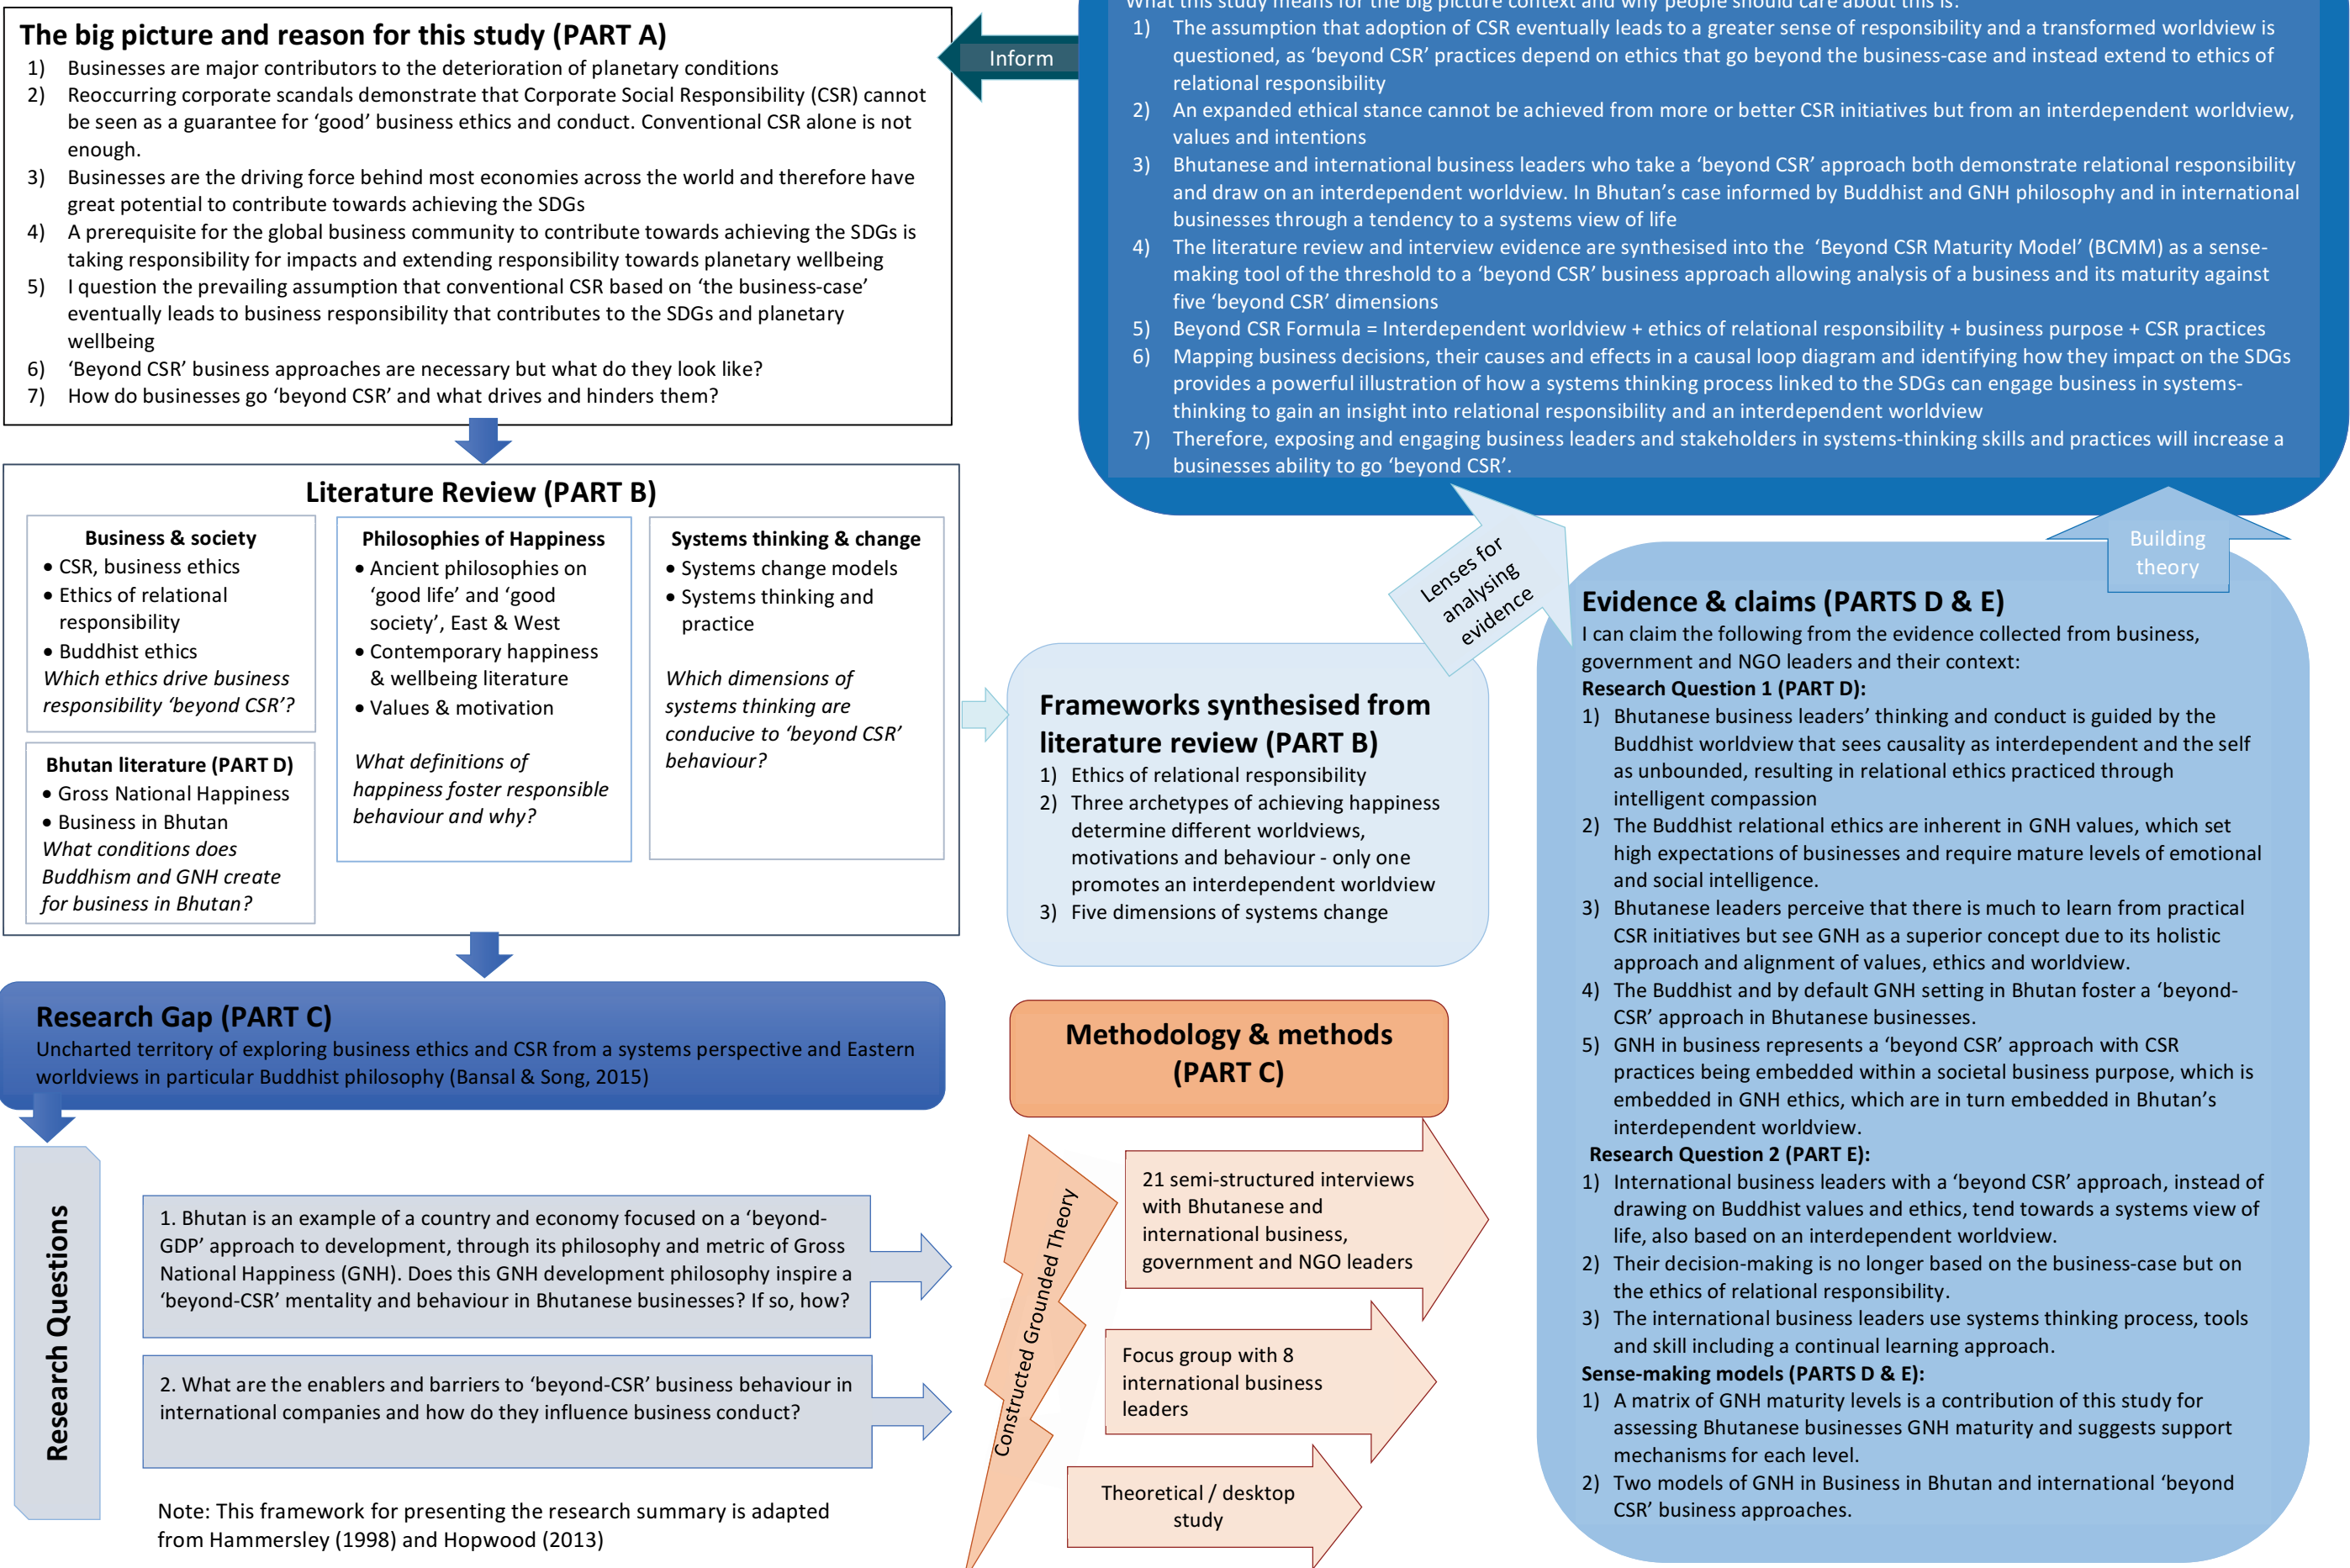 The big picture and reason for this study (PART A)
1) Businesses are major contributors to the deterioration of planetary conditions
2) Reoccurring corporate scandals demonstrate that Corporate Social Responsibility (CSR) cannot
be seen as a guarantee for ‘good’ business ethics and conduct. Conventional CSR alone is not
enough.
3) Businesses are the driving force behind most economies across the world and therefore have
great potential to contribute towards achieving the SDGs
4) A prerequisite for the global business community to contribute towards achieving the SDGs is
taking responsibility for impacts and extending responsibility towards planetary wellbeing
5) I question the prevailing assumption that conventional CSR based on ‘the business-case’
eventually leads to business responsibility that contributes to the SDGs and planetary
wellbeing
6) ‘Beyond CSR’ business approaches are necessary but what do they look like?
7) How do businesses go ‘beyond CSR’ and what drives and hinders them?
Inform
What this study means for the big picture context and why people should care about this is:
1) The assumption that adoption of CSR eventually leads to a greater sense of responsibility and a transformed worldview is
questioned, as ‘beyond CSR’ practices depend on ethics that go beyond the business-case and instead extend to ethics of
relational responsibility
2) An expanded ethical stance cannot be achieved from more or better CSR initiatives but from an interdependent worldview,
values and intentions
3) Bhutanese and international business leaders who take a ‘beyond CSR’ approach both demonstrate relational responsibility
and draw on an interdependent worldview. In Bhutan’s case informed by Buddhist and GNH philosophy and in international
businesses through a tendency to a systems view of life
4) The literature review and interview evidence are synthesised into the ‘Beyond CSR Maturity Model’ (BCMM) as a sense-
making tool of the threshold to a ‘beyond CSR’ business approach allowing analysis of a business and its maturity against
five ‘beyond CSR’ dimensions
5) Beyond CSR Formula = Interdependent worldview + ethics of relational responsibility + business purpose + CSR practices
6) Mapping business decisions, their causes and effects in a causal loop diagram and identifying how they impact on the SDGs
provides a powerful illustration of how a systems thinking process linked to the SDGs can engage business in systems-
thinking to gain an insight into relational responsibility and an interdependent worldview
7) Therefore, exposing and engaging business leaders and stakeholders in systems-thinking skills and practices will increase a
businesses ability to go ‘beyond CSR’.
Literature Review (PART B)
Business & society
• CSR, business ethics
• Ethics of relational
responsibility
• Buddhist ethics
Which ethics drive business
responsibility ‘beyond CSR’?
Bhutan literature (PART D)
• Gross National Happiness
• Business in Bhutan
What conditions does
Buddhism and GNH create
for business in Bhutan?
Philosophies of Happiness
• Ancient philosophies on
‘good life’ and ‘good
society’, East & West
• Contemporary happiness
& wellbeing literature
• Values & motivation
What definitions of
happiness foster responsible
behaviour and why?
Systems thinking & change
• Systems change models
• Systems thinking and
practice
Which dimensions of
systems thinking are
conducive to ‘beyond CSR’
behaviour?
Frameworks synthesised from
literature review (PART B)
1) Ethics of relational responsibility
2) Three archetypes of achieving happiness
determine different worldviews,
motivations and behaviour - only one
promotes an interdependent worldview
3) Five dimensions of systems change
Lenses for
analysing
evidence
Building
theory
Evidence & claims (PARTS D & E)
I can claim the following from the evidence collected from business,
government and NGO leaders and their context:
Research Question 1 (PART D):
1) Bhutanese business leaders’ thinking and conduct is guided by the
Buddhist worldview that sees causality as interdependent and the self
as unbounded, resulting in relational ethics practiced through
intelligent compassion
2) The Buddhist relational ethics are inherent in GNH values, which set
high expectations of businesses and require mature levels of emotional
and social intelligence.
3) Bhutanese leaders perceive that there is much to learn from practical
CSR initiatives but see GNH as a superior concept due to its holistic
approach and alignment of values, ethics and worldview.
4) The Buddhist and by default GNH setting in Bhutan foster a ‘beyond-
CSR’ approach in Bhutanese businesses.
5) GNH in business represents a ‘beyond CSR’ approach with CSR
practices being embedded within a societal business purpose, which is
embedded in GNH ethics, which are in turn embedded in Bhutan’s
interdependent worldview.
Research Question 2 (PART E):
1) International business leaders with a ‘beyond CSR’ approach, instead of
drawing on Buddhist values and ethics, tend towards a systems view of
life, also based on an interdependent worldview.
2) Their decision-making is no longer based on the business-case but on
the ethics of relational responsibility.
3) The international business leaders use systems thinking process, tools
and skill including a continual learning approach.
Sense-making models (PARTS D & E):
1) A matrix of GNH maturity levels is a contribution of this study for
assessing Bhutanese businesses GNH maturity and suggests support
mechanisms for each level.
2) Two models of GNH in Business in Bhutan and international ‘beyond
CSR’ business approaches.
Research Gap (PART C)
Uncharted territory of exploring business ethics and CSR from a systems perspective and Eastern
worldviews in particular Buddhist philosophy (Bansal & Song, 2015)
Research Questions
1. Bhutan is an example of a country and economy focused on a ‘beyond-
GDP’ approach to development, through its philosophy and metric of Gross
National Happiness (GNH). Does this GNH development philosophy inspire a
‘beyond-CSR’ mentality and behaviour in Bhutanese businesses? If so, how?
2. What are the enablers and barriers to ‘beyond-CSR’ business behaviour in
international companies and how do they influence business conduct?
Note: This framework for presenting the research summary is adapted
from Hammersley (1998) and Hopwood (2013)
Methodology & methods
(PART C)
Constructed Grounded Theory
21 semi-structured interviews
with Bhutanese and
international business,
government and NGO leaders
Focus group with 8
international business
leaders
Theoretical / desktop
study